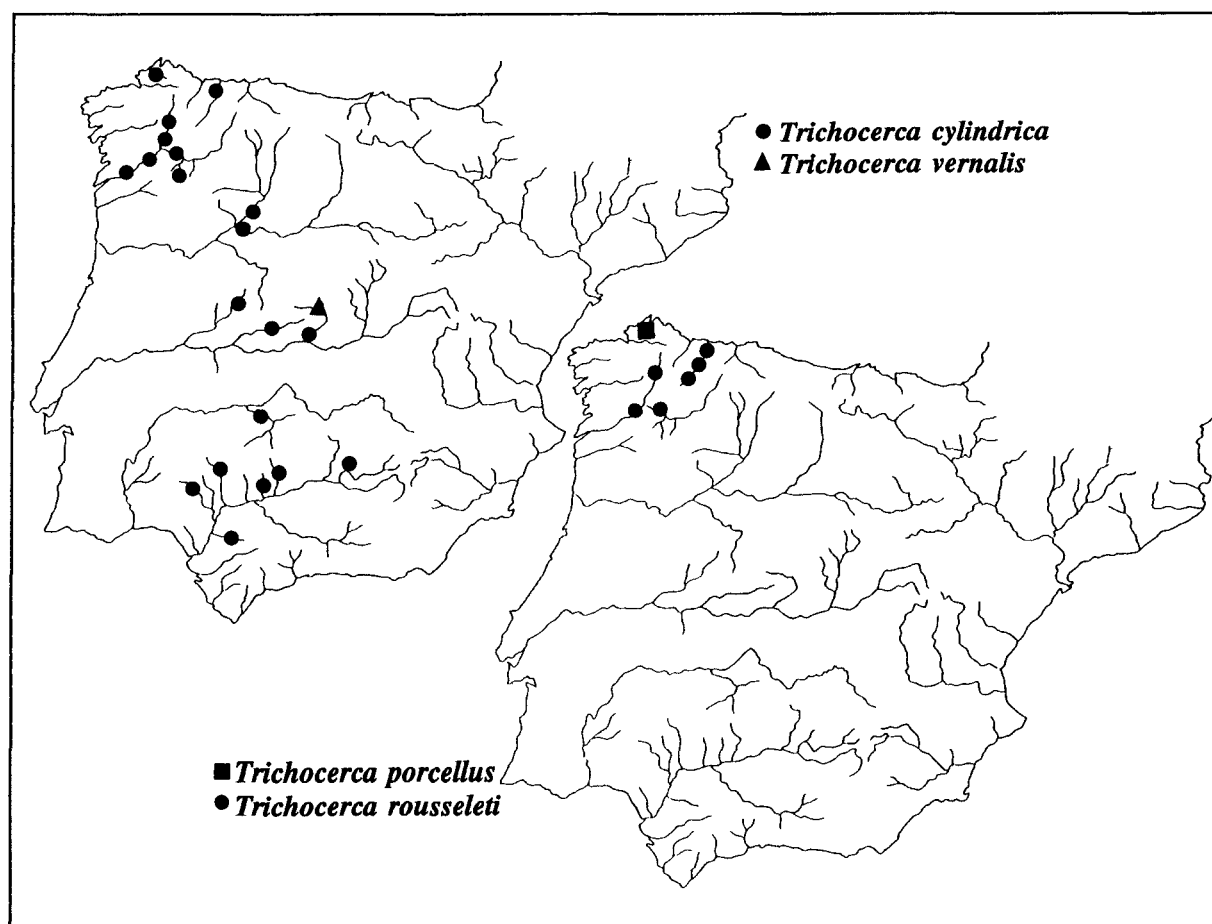 Trichocerca cylindrica
Trichocerca vernalis
Trichocerca porcellus
Trichocerca rousseleti